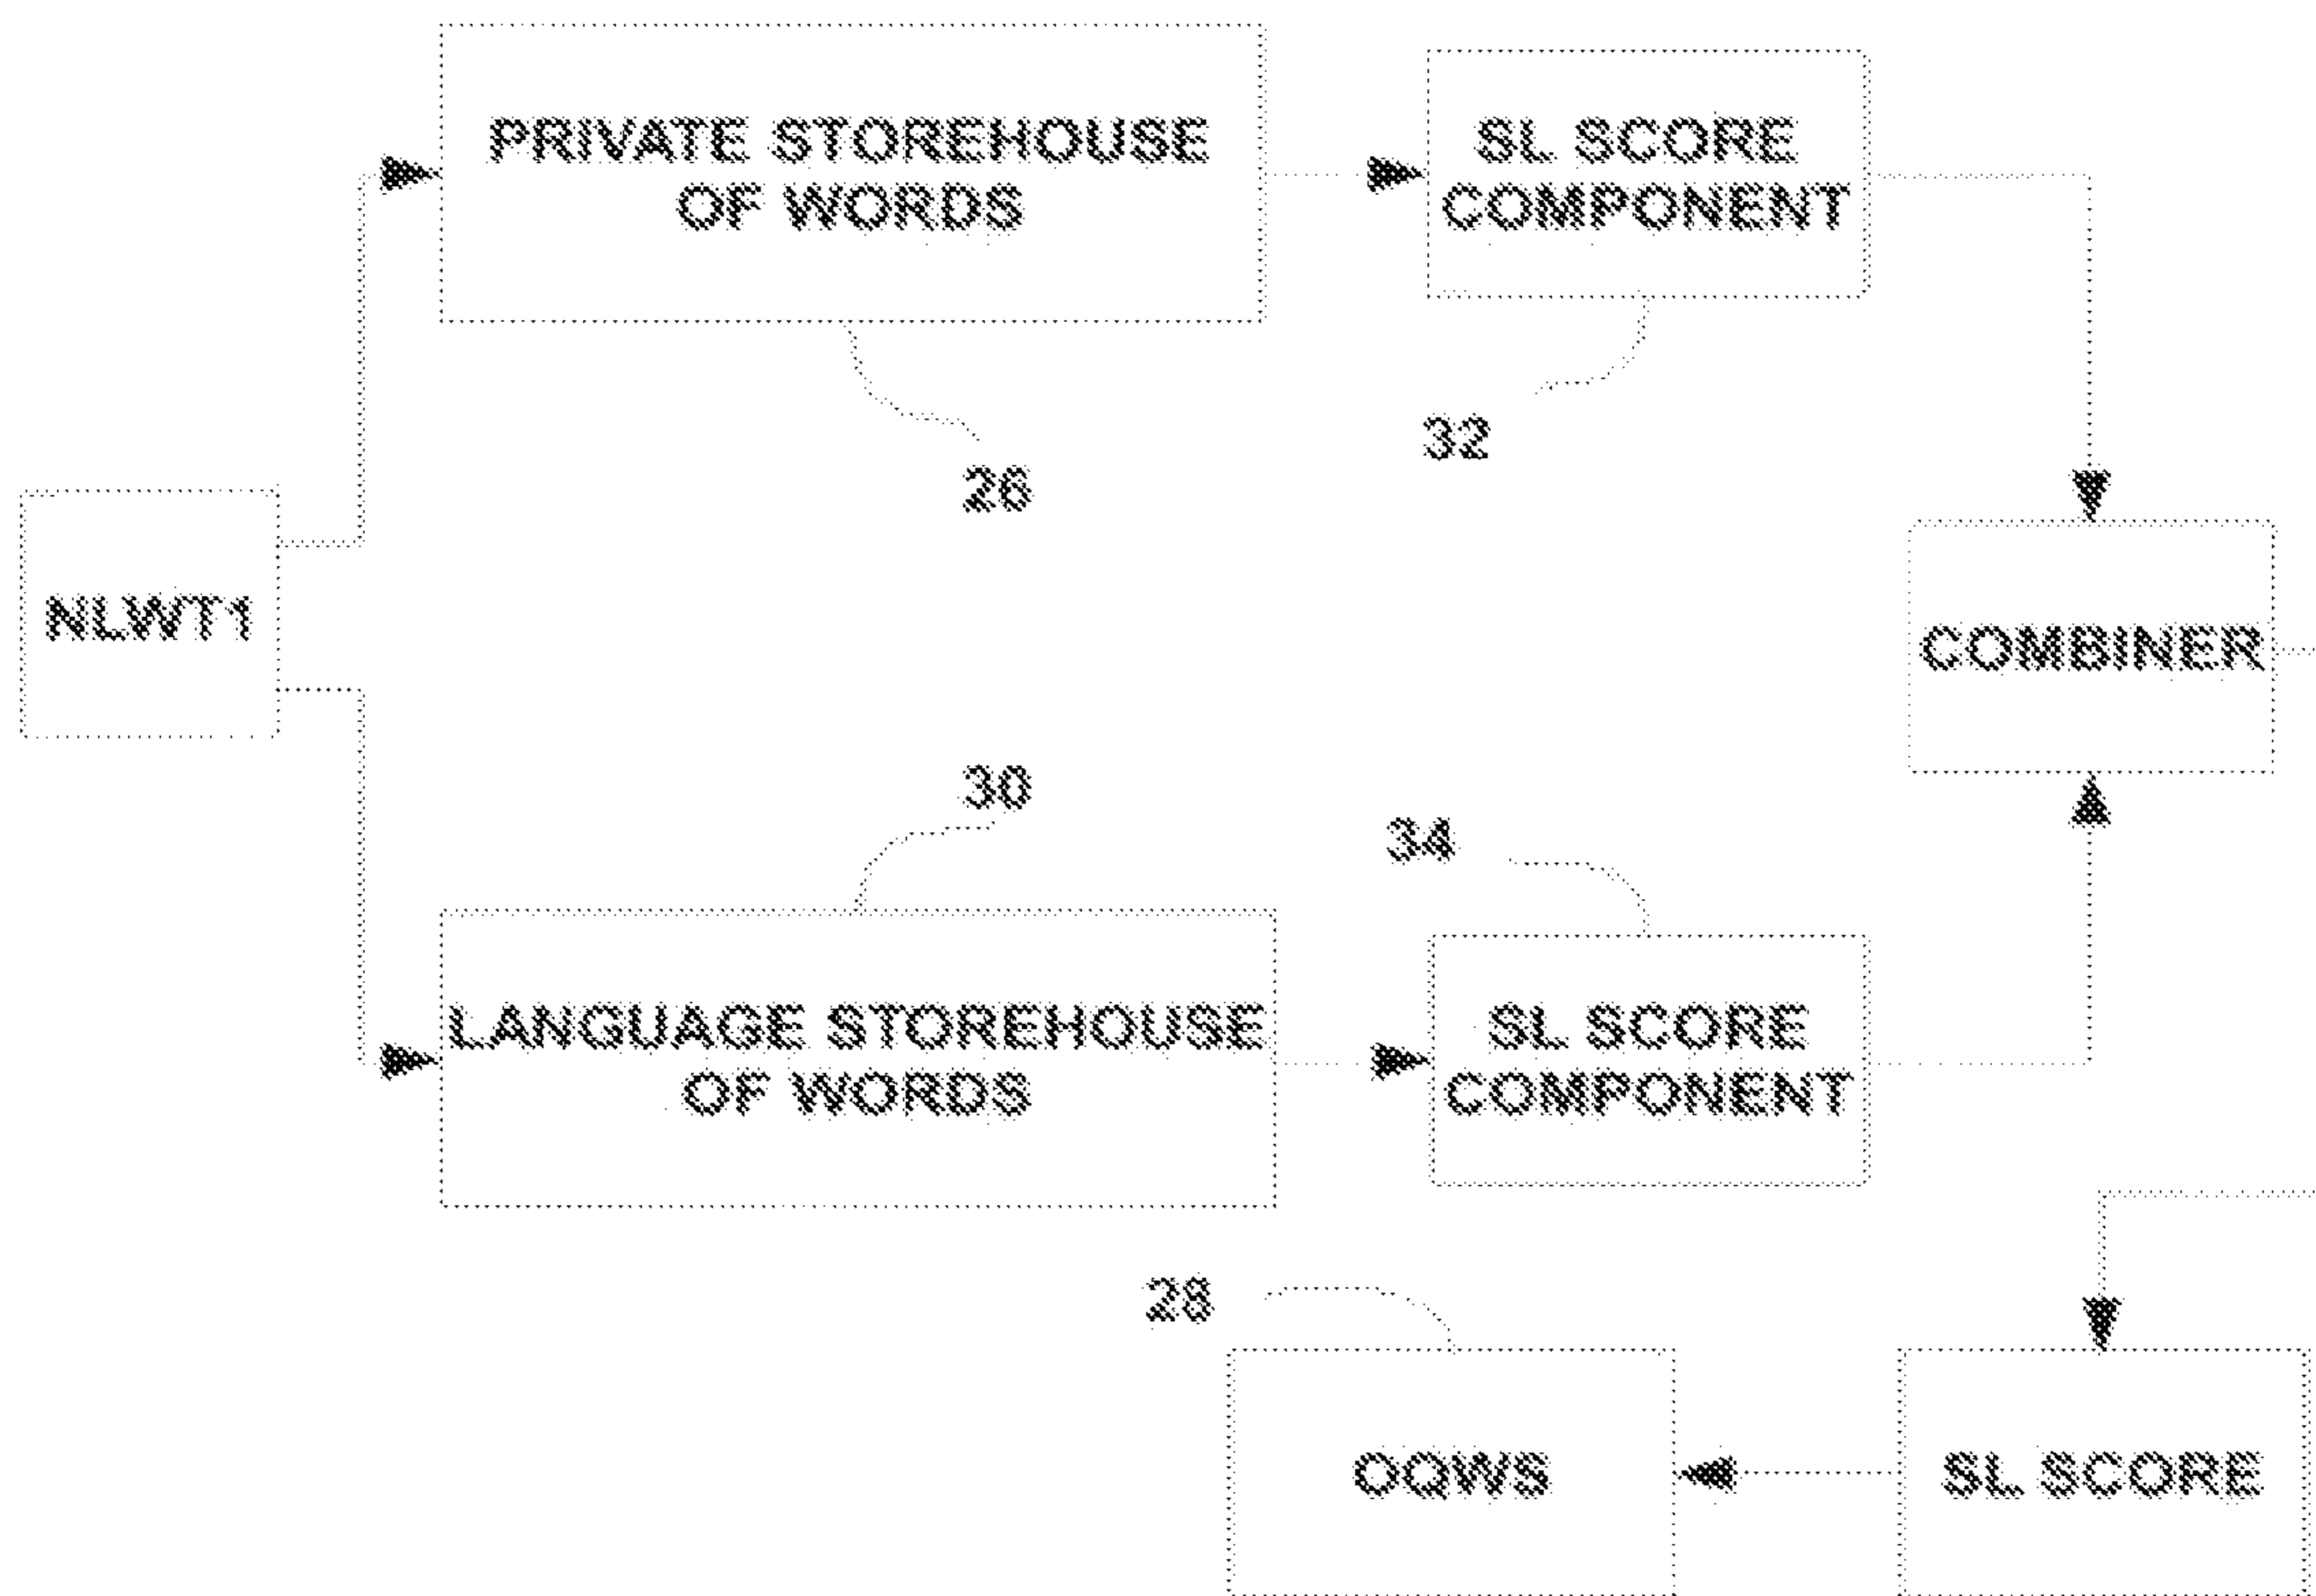 PRIVATE STOREHOUSE
OF WORDS
SL SCORE
COMPONENT
32
26
NLWT1
COMBINER
30
34
LANGUAGE STOREHOUSE
OF WORDS
SL SCORE
COMPONENT
28
OQWS
SL SCORE